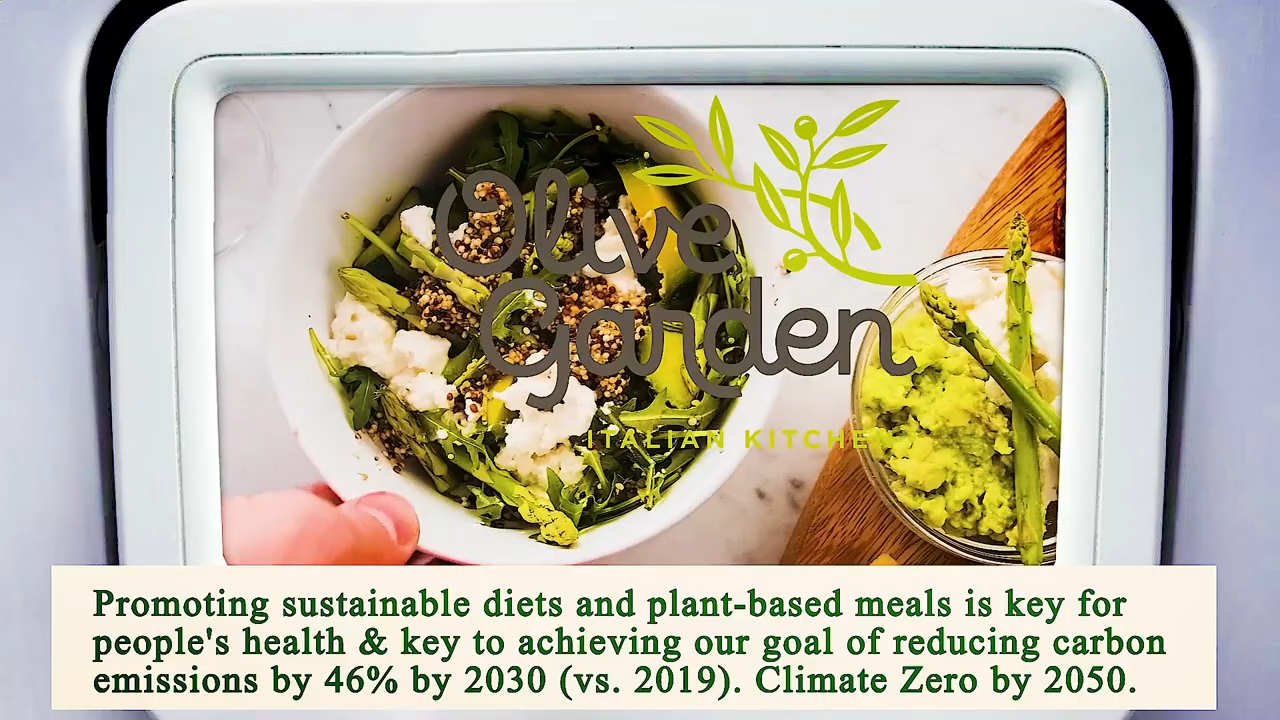 Olive
Garden
ITALIAN KITCHEN
Promoting sustainable diets and plant-based meals is key for
people's health & key to achieving our goal of reducing carbon
emissions by 46% by 2030 (vs. 2019). Climate Zero by 2050.